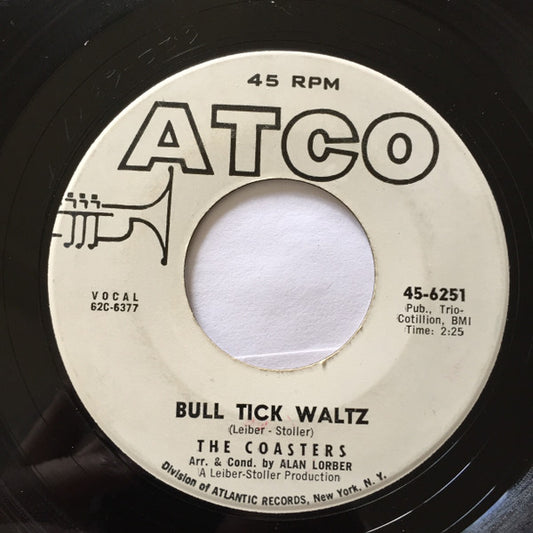 45 RPM
ATCO
VOCAL
62C-6377
45-6251
Pub., Trio-
Cotillion, BMI
Time: 2:25
BULL TICK WALTZ
(Leiber - Stoller)
THE COASTERS
Arr. & Cond. by ALAN LORBER
A Leiber-Stoller Production
Division of ATLANTIC RECORDS, New York, N. Y.